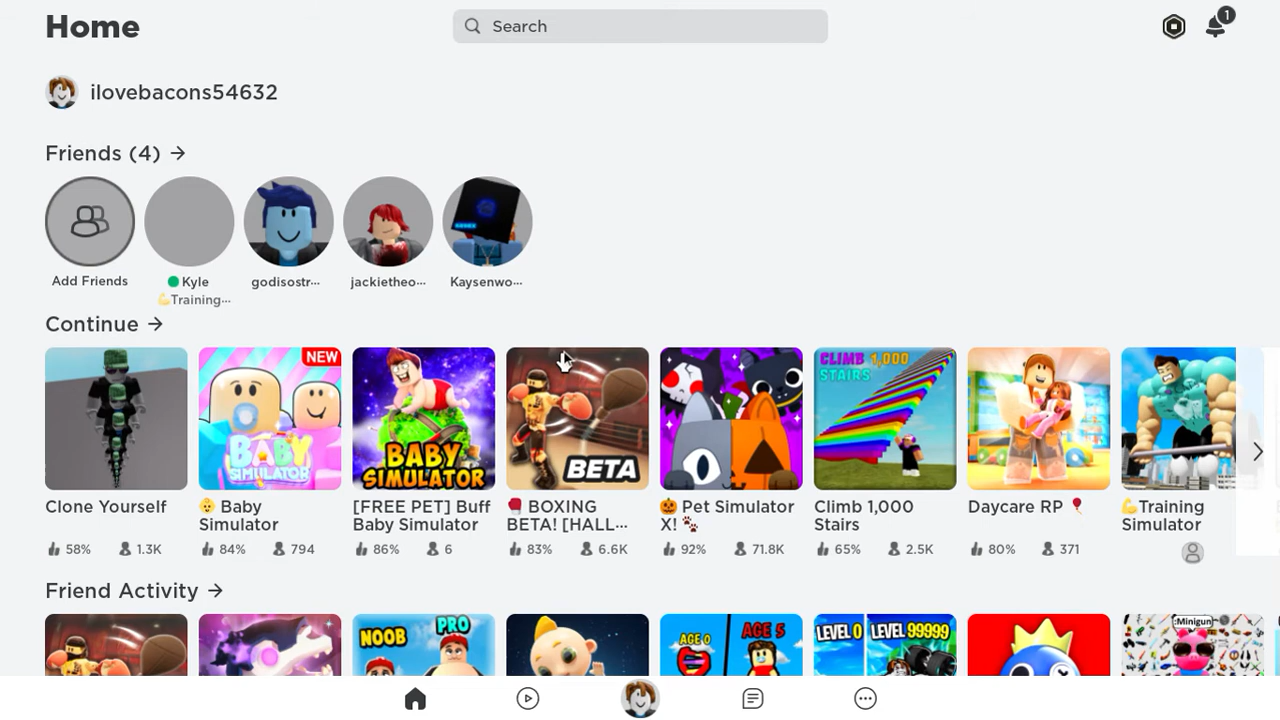 Home
Search
1
ilovebacons54632
Friends (4) →
Add Friends
Kyle
💪Training...
godisostr...
jackietheo...
Kaysenwo...
Continue →
NEW
BABY
SIMULATOR
BABY
SIMULATOR
BETA
CLIMB 1,000
STAIRS
Clone Yourself
👶 Baby
Simulator
[FREE PET] Buff
Baby Simulator
🥊 BOXING
BETA! [HALL...
🎃 Pet Simulator
X! 🐾
Climb 1,000
Stairs
Daycare RP 🎈
💪Training
Simulator
58% 1.3K
84% 794
86% 6
83% 6.6K
92% 71.8K
65% 2.5K
80% 371
Friend Activity →
NOOB
PRO
AGE 0
AGE 5
LEVEL 0
LEVEL 99999
:Minigun